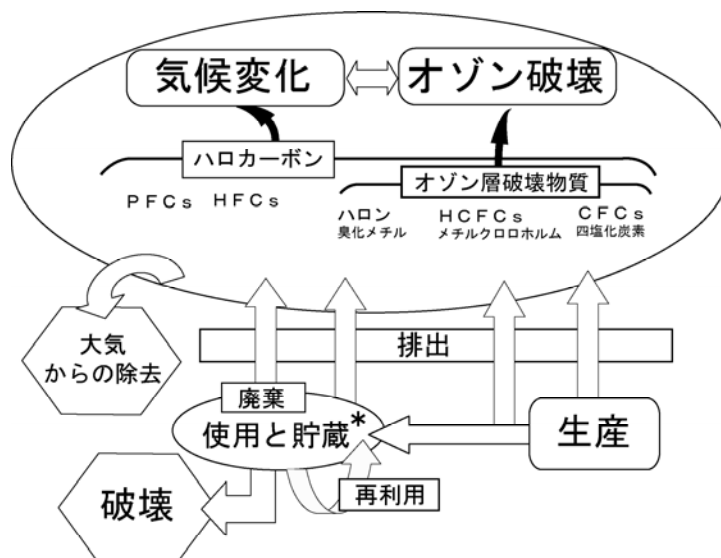 気候変化
オゾン破壊
ハロカーボン
オゾン層破壊物質
PFCs
HFCs
ハロン
臭化メチル
HCFCs
メチルクロロホルム
CFCs
四塩化炭素
大気
からの除去
排出
廃棄
使用と貯蔵*
生産
再利用
破壊